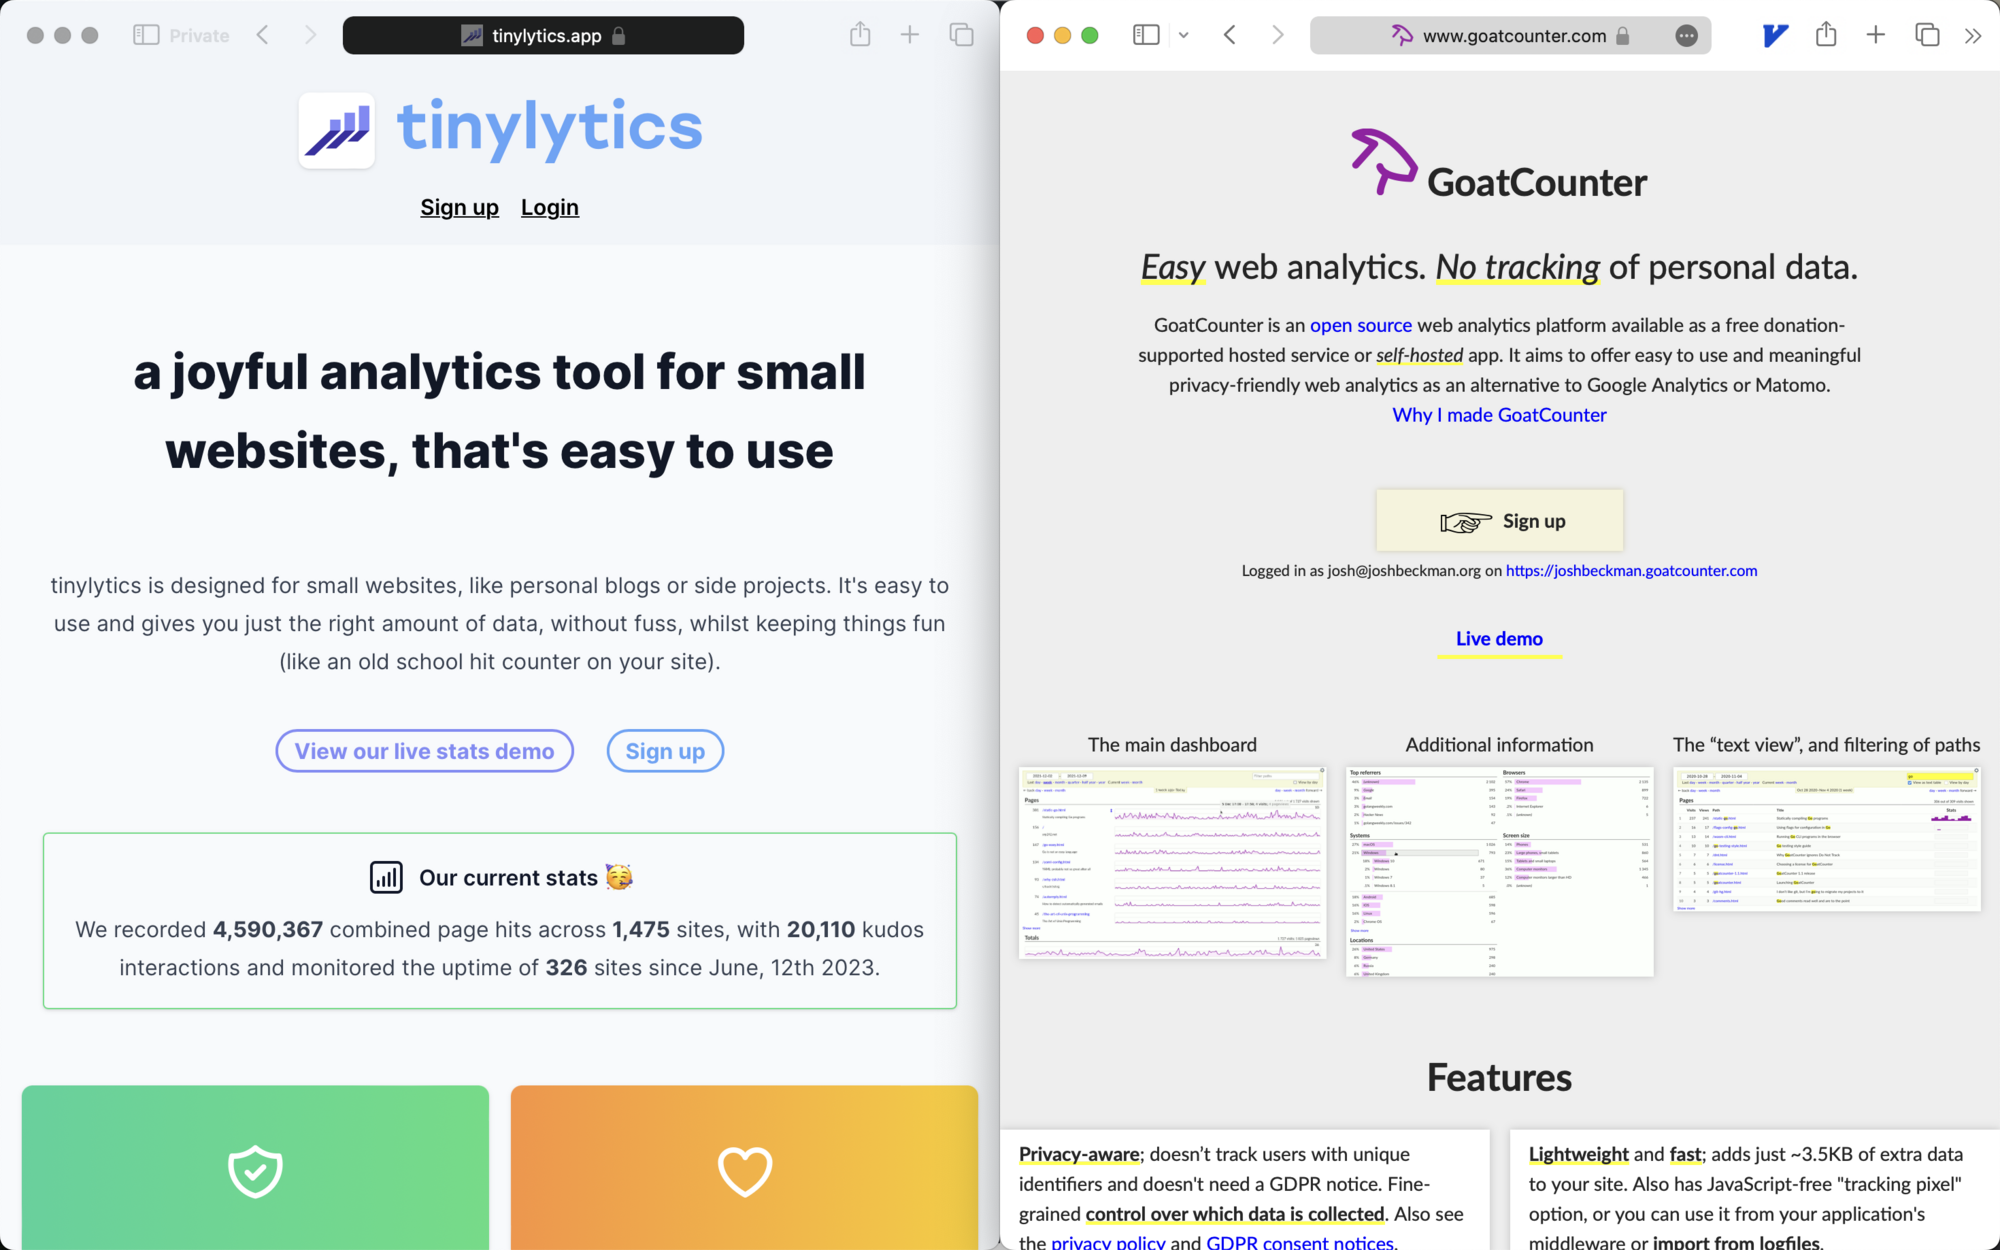 Private
tinylytics.app
tinylytics
Sign up Login
a joyful analytics tool for small
websites, that's easy to use
tinylytics is designed for small websites, like personal blogs or side projects. It's easy to
use and gives you just the right amount of data, without fuss, whilst keeping things fun
(like an old school hit counter on your site).
View our live stats demo Sign up
Our current stats 🥳
We recorded 4,590,367 combined page hits across 1,475 sites, with 20,110 kudos
interactions and monitored the uptime of 326 sites since June, 12th 2023.
www.goatcounter.com
GoatCounter
Easy web analytics. No tracking of personal data.
GoatCounter is an open source web analytics platform available as a free donation-
supported hosted service or self-hosted app. It aims to offer easy to use and meaningful
privacy-friendly web analytics as an alternative to Google Analytics or Matomo.
Why I made GoatCounter
Sign up
Logged in as josh@joshbeckman.org on https://joshbeckman.goatcounter.com
Live demo
The main dashboard
Pages
Totals
Additional information
Top referrers
Browsers
Systems
Screen size
Locations
The “text view”, and filtering of paths
Pages
Features
Privacy-aware; doesn’t track users with unique
identifiers and doesn't need a GDPR notice. Fine-
grained control over which data is collected. Also see
the privacy policy and GDPR consent notices.
Lightweight and fast; adds just ~3.5KB of extra data
to your site. Also has JavaScript-free "tracking pixel"
option, or you can use it from your application's
middleware or import from logfiles.